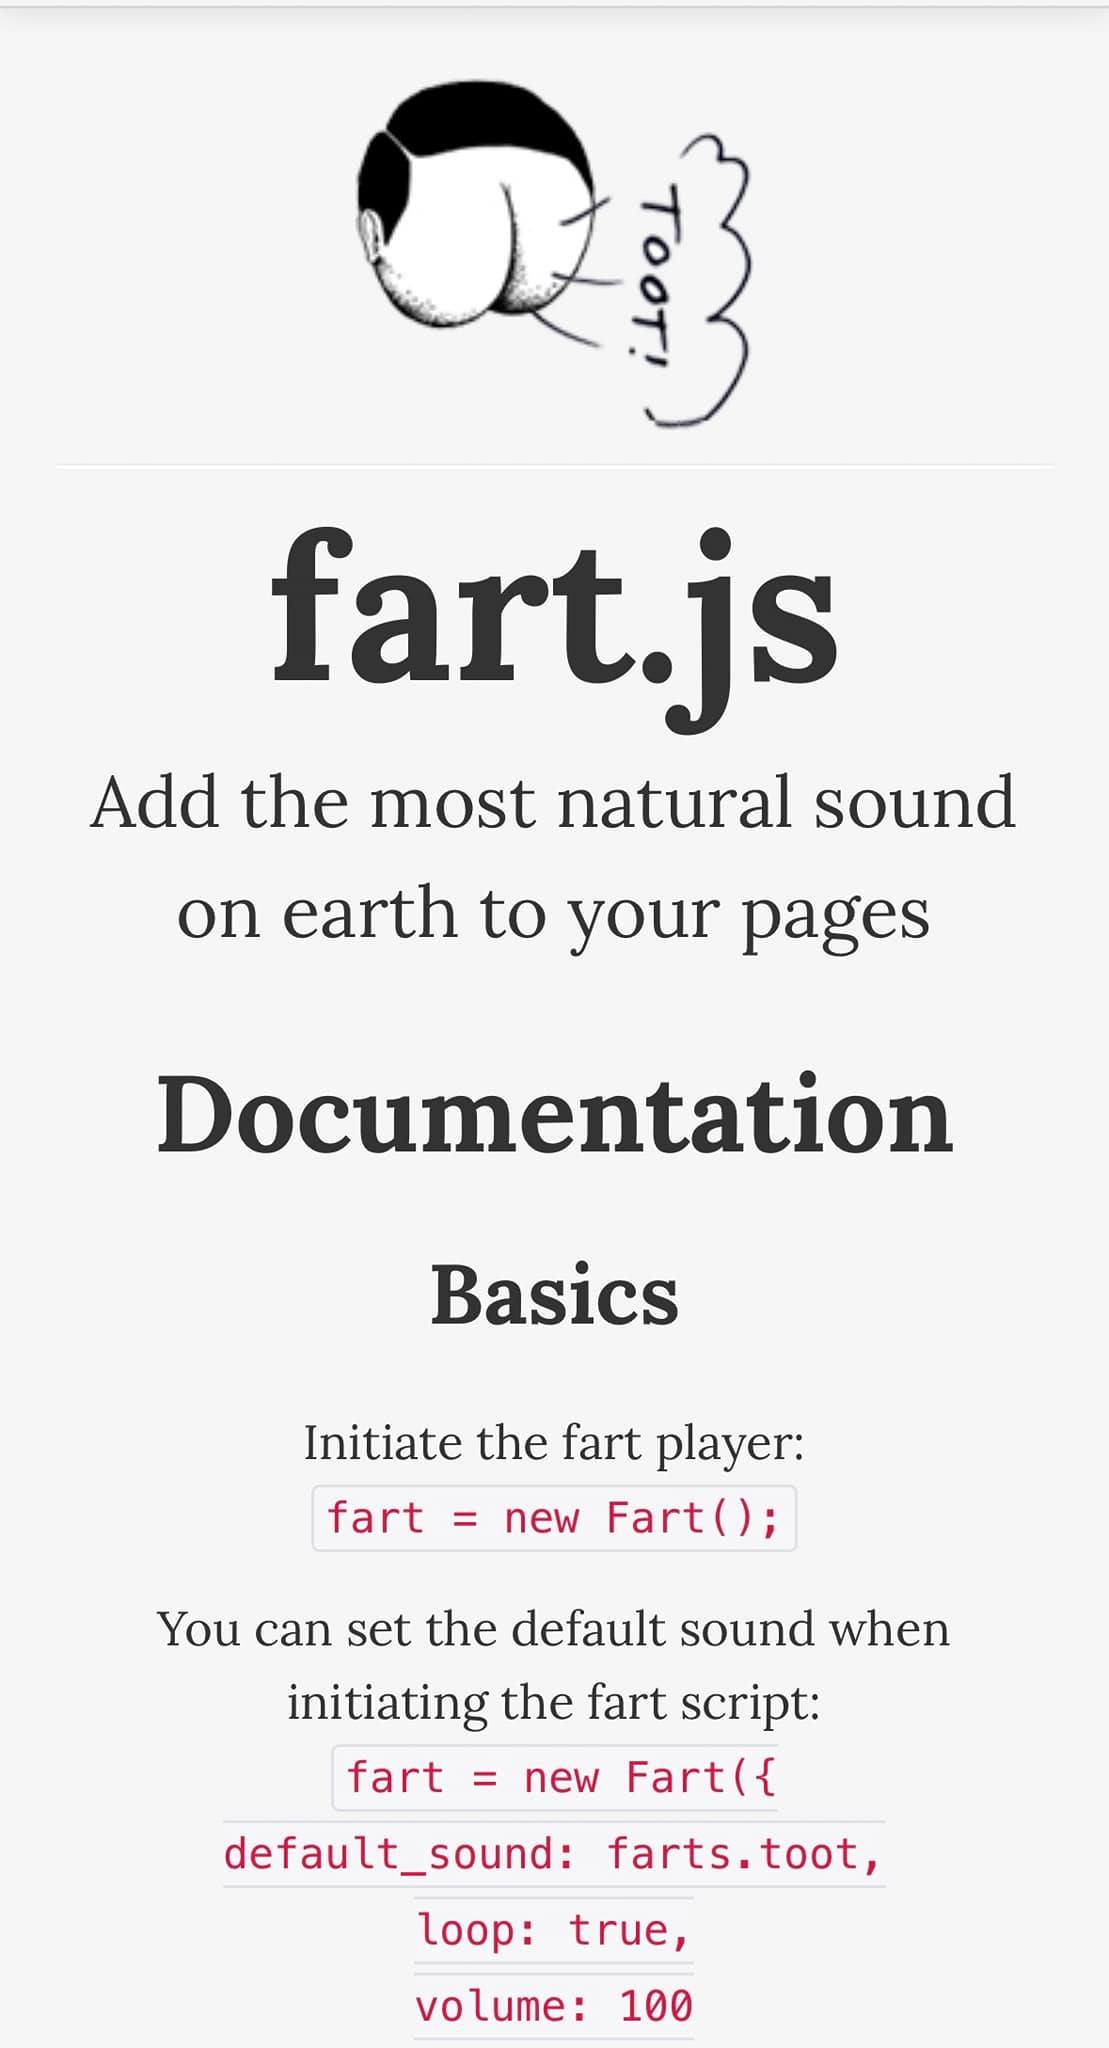 TOOT!
fart.js
Add the most natural sound
on earth to your pages
Documentation
Basics
Initiate the fart player:
fart = new Fart();
You can set the default sound when
initiating the fart script:
fart = new Fart({
default_sound: farts.toot,
loop: true,
volume: 100